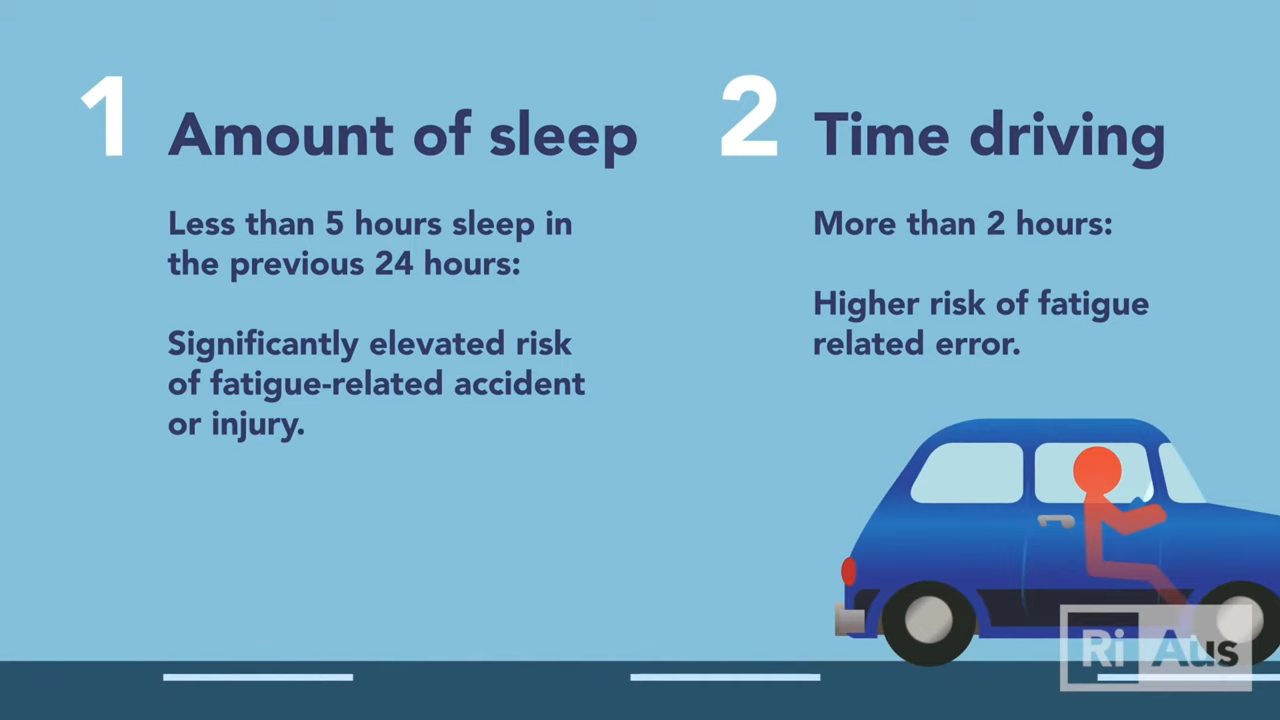 1 Amount of sleep
Less than 5 hours sleep in
the previous 24 hours:
Significantly elevated risk
of fatigue-related accident
or injury.
2 Time driving
More than 2 hours:
Higher risk of fatigue
related error.
Ri Aus